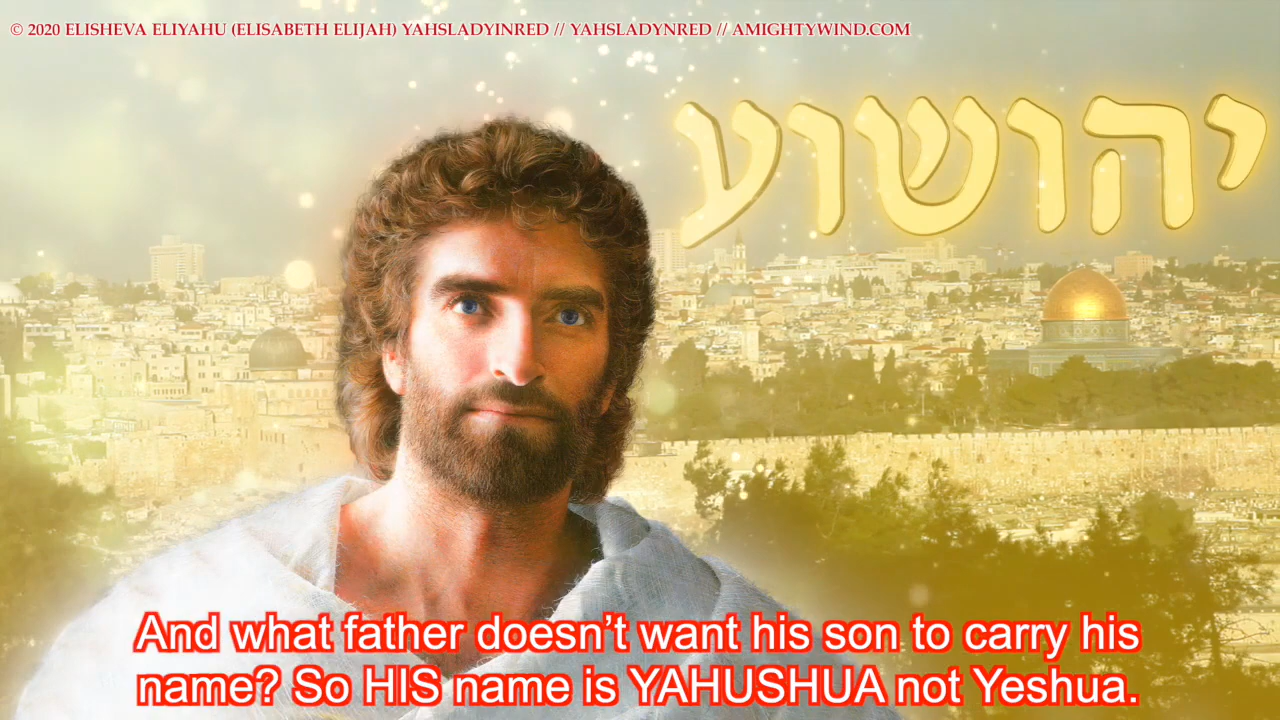 © 2020 ELISHEVA ELIYAHU (ELISABETH ELIJAH) YAHSLADYINRED // YAHSLADYNRED // AMIGHTYWIND.COM
יהושוע
And what father doesn’t want his son to carry his
name? So HIS name is YAHUSHUA not Yeshua.